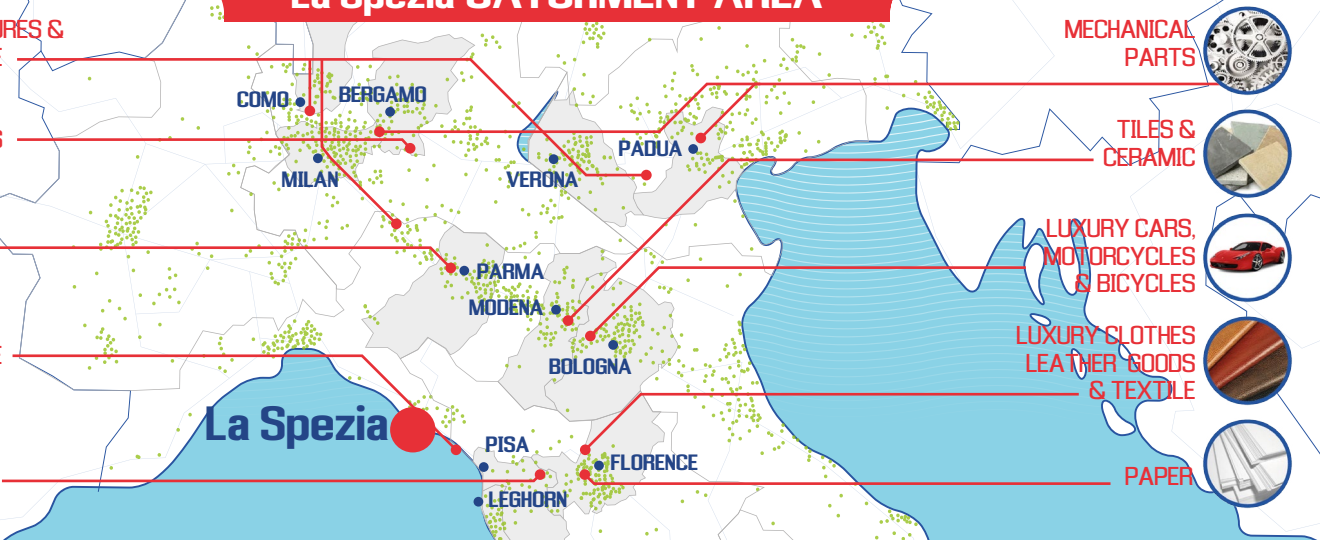 La Spezia CATCHMENT AREA
MECHANICAL
PARTS
COMO
BERGAMO
TILES &
CERAMIC
PADUA
MILAN
VERONA
LUXURY CARS,
MOTORCYCLES
& BICYCLES
PARMA
MODENA
BOLOGNA
LUXURY CLOTHES
LEATHER GOODS
& TEXTILE
La Spezia
PISA
FLORENCE
LEGHORN
PAPER